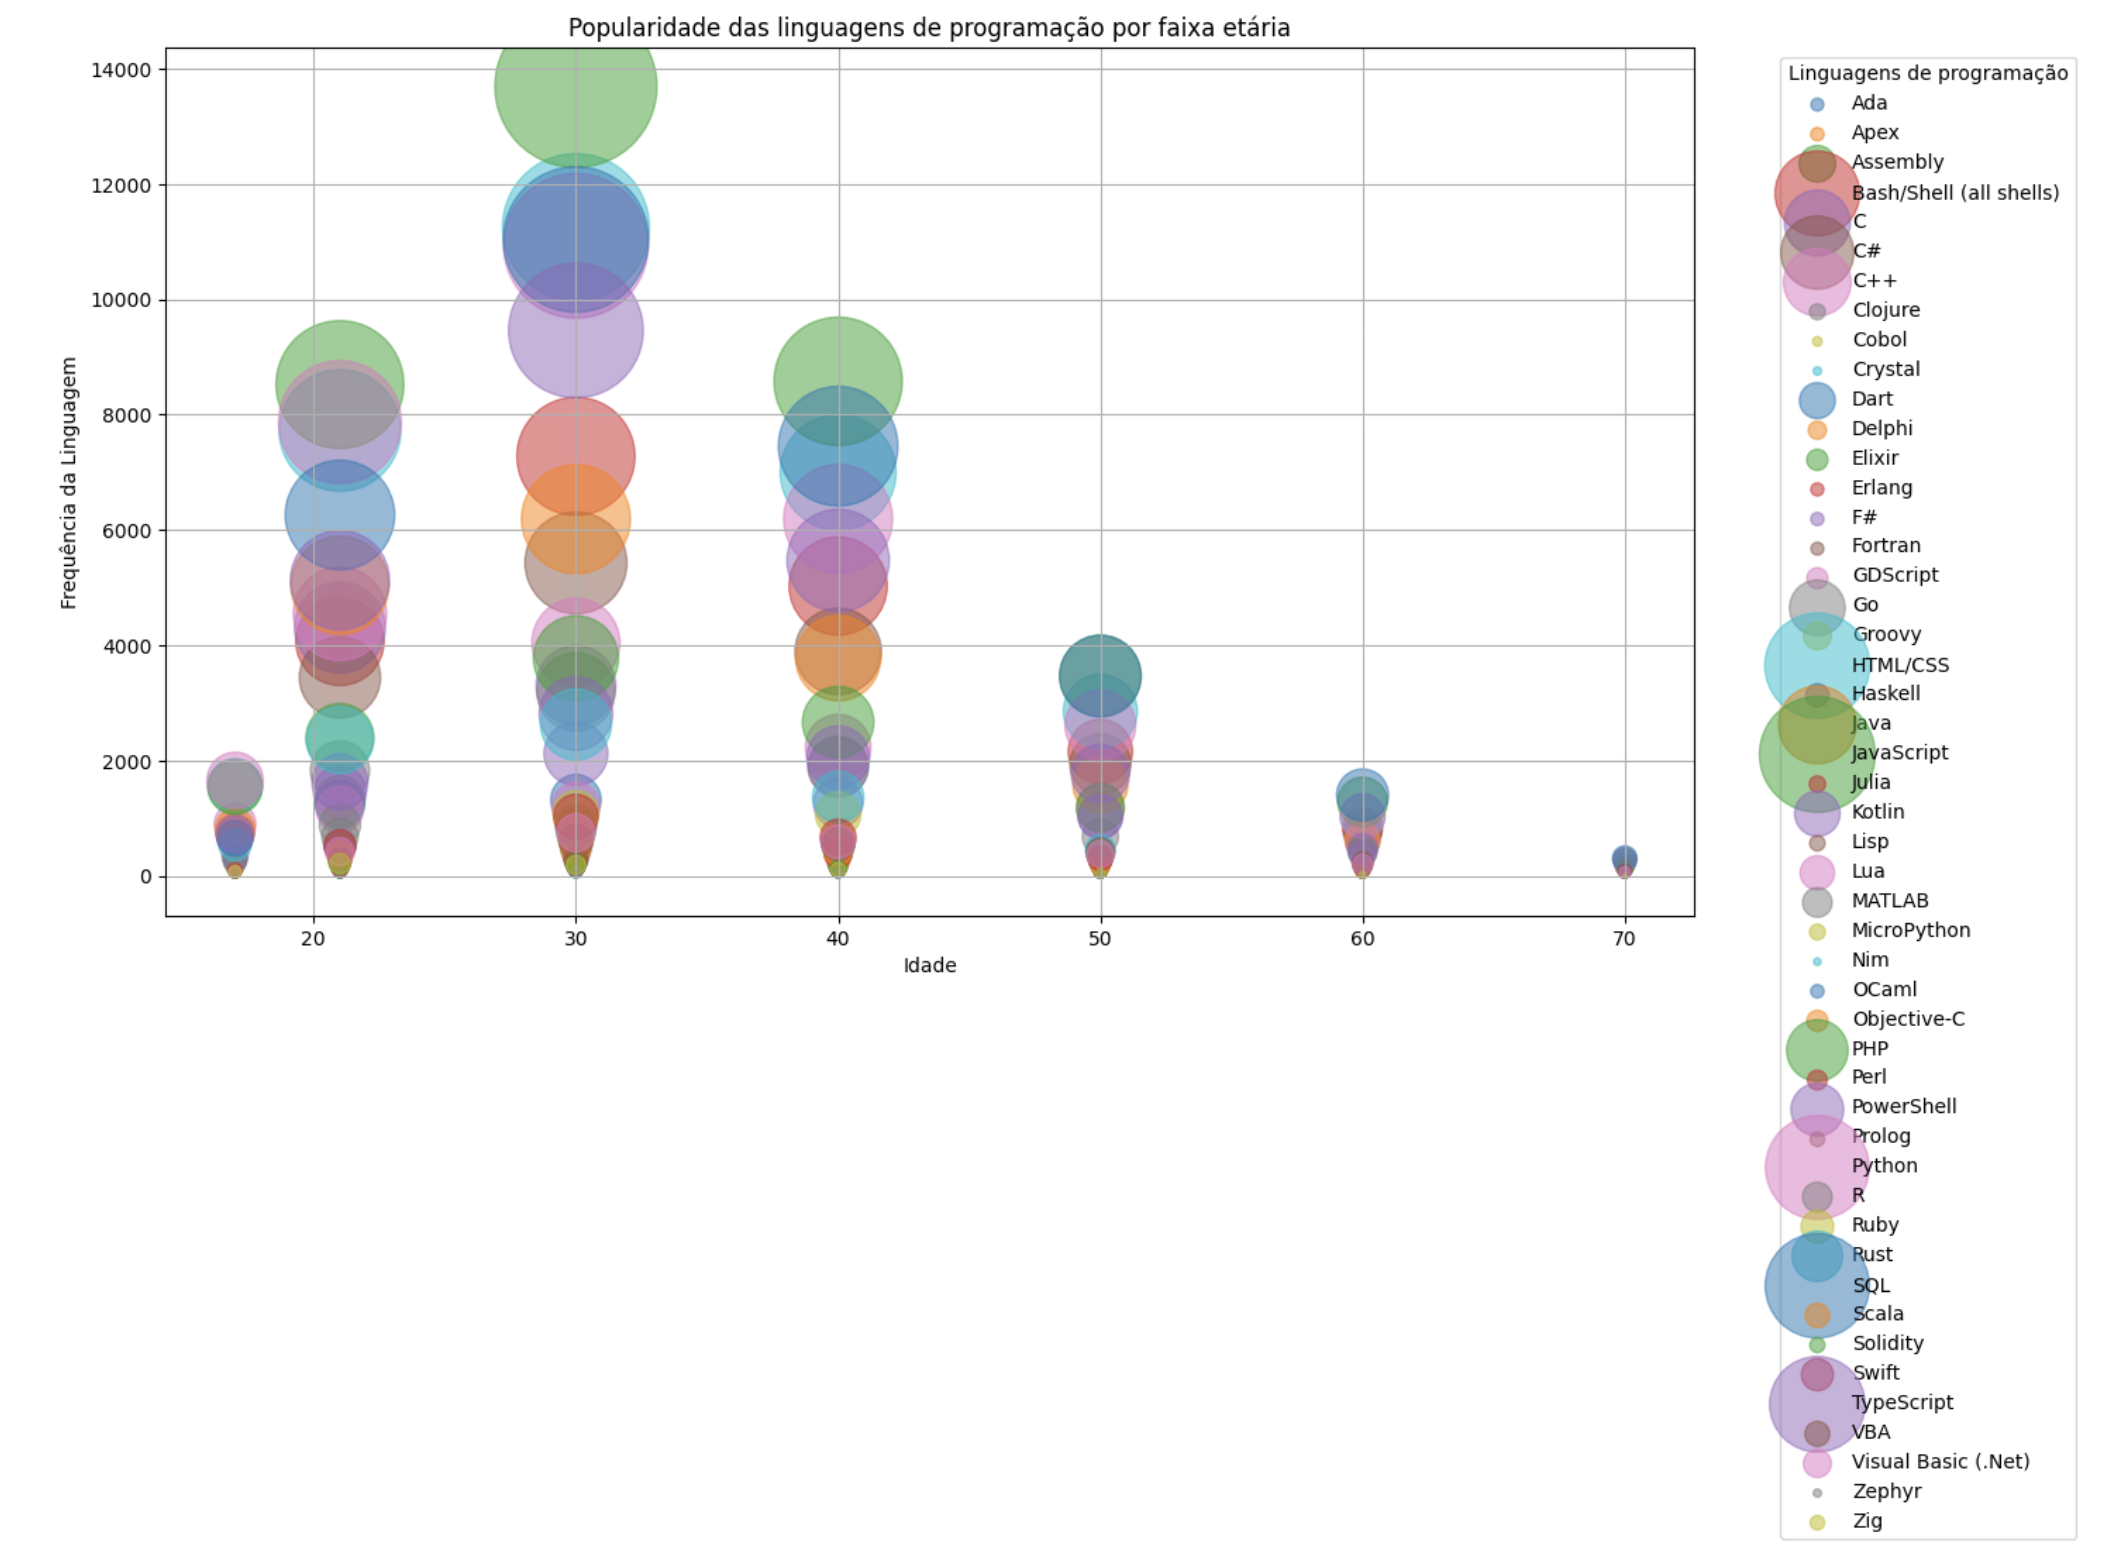 Popularidade das linguagens de programação por faixa etária
14000
12000
10000
8000
6000
4000
2000
0
Frequência da Linguagem
20 30 40 50 60 70
Idade
Linguagens de programação
Ada
Apex
Assembly
Bash/Shell (all shells)
C
C#
C++
Clojure
Cobol
Crystal
Dart
Delphi
Elixir
Erlang
F#
Fortran
GDScript
Go
Groovy
HTML/CSS
Haskell
Java
JavaScript
Julia
Kotlin
Lisp
Lua
MATLAB
MicroPython
Nim
OCaml
Objective-C
PHP
Perl
PowerShell
Prolog
Python
R
Ruby
Rust
SQL
Scala
Solidity
Swift
TypeScript
VBA
Visual Basic (.Net)
Zephyr
Zig